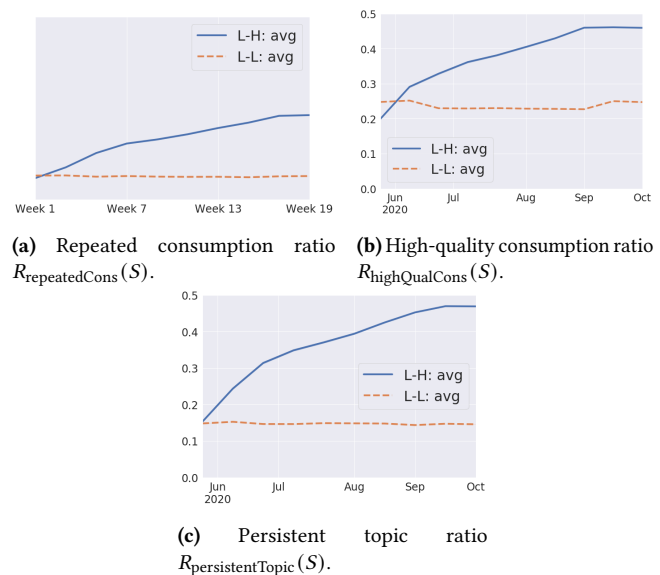 L-H: avg
L-L: avg
Week 1 Week 7 Week 13 Week 19
(a) Repeated consumption ratio
R_repeatedCons(S).
0.5
0.4
0.3
0.2
0.1
0.0
L-H: avg
L-L: avg
Jun Jul Aug Sep Oct
2020
(b) High-quality consumption ratio
R_highQualCons(S).
0.5
0.4
0.3
0.2
0.1
0.0
L-H: avg
L-L: avg
Jun Jul Aug Sep Oct
2020
(c) Persistent topic ratio
R_persistentTopic(S).